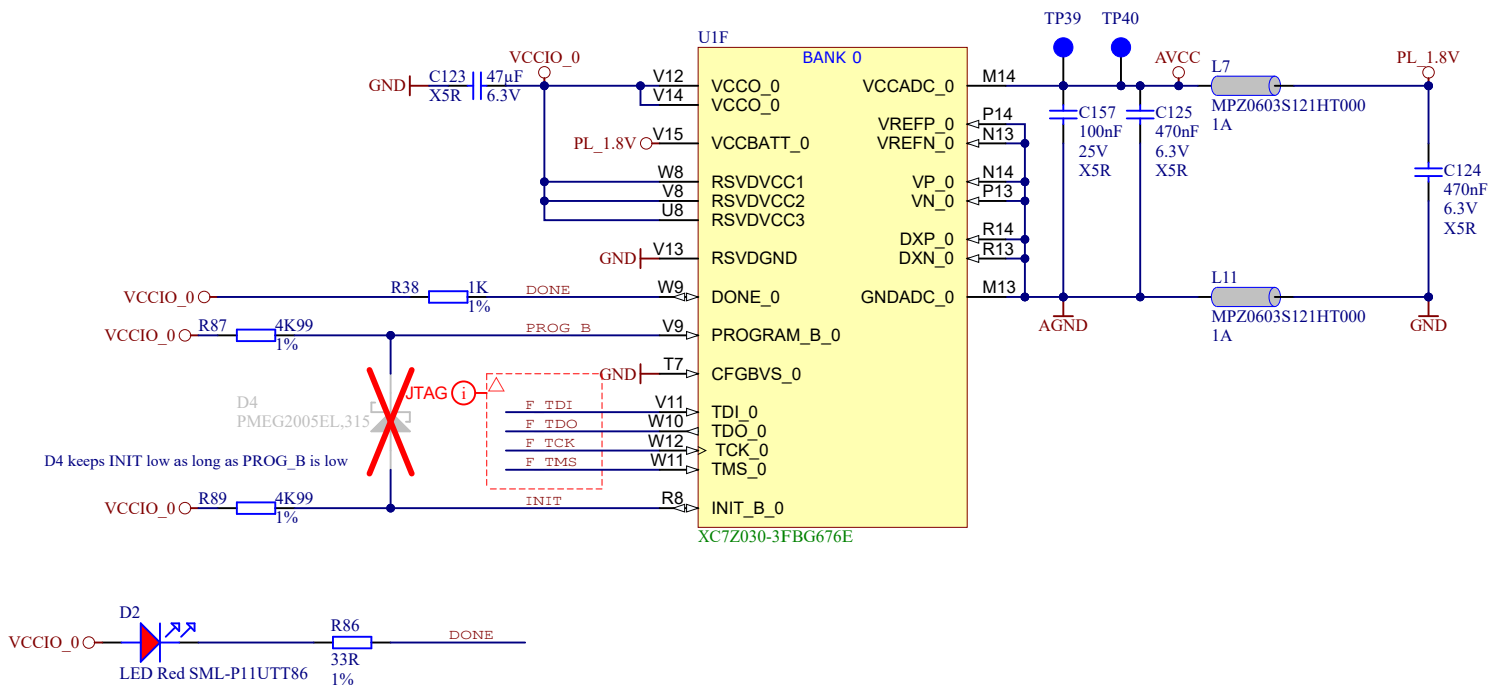 TP39 TP40
U1F
BANK 0
VCCIO_0
AVCC
L7
PL_1.8V
GND
C123 47µF
X5R 6.3V
V12 VCCO_0
V14 VCCO_0
VCCADC_0 M14
MPZ0603S121HT000
1A
PL_1.8V V15 VCCBATT_0
VREFP_0 P14
VREFN_0 N13
C157
100nF
25V
X5R
C125
470nF
6.3V
X5R
W8 RSVDVCC1
V8 RSVDVCC2
U8 RSVDVCC3
VP_0 N14
VN_0 P13
C124
470nF
6.3V
X5R
GND V13 RSVDGND
DXP_0 R14
DXN_0 R13
VCCIO_0 R38 1K
1%
DONE W9 DONE_0
GNDADC_0 M13
L11
MPZ0603S121HT000
1A
AGND
GND
VCCIO_0 R87 4K99
1%
PROG_B V9 PROGRAM_B_0
GND T7 CFGBVS_0
JTAG i
D4
PMEG2005EL,315
F_TDI V11 TDI_0
F_TDO W10 TDO_0
F_TCK W12 TCK_0
F_TMS W11 TMS_0
D4 keeps INIT low as long as PROG_B is low
VCCIO_0 R89 4K99
1%
INIT R8 INIT_B_0
XC7Z030-3FBG676E
D2
VCCIO_0
LED Red SML-P11UTT86
R86
33R
1%
DONE